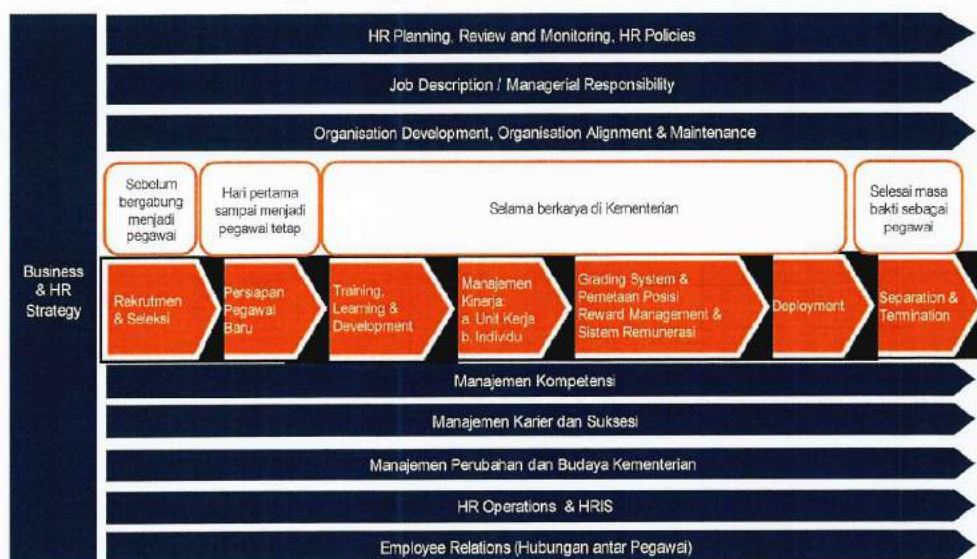 HR Planning, Review and Monitoring, HR Policies
Job Description / Managerial Responsibility
Organisation Development, Organisation Alignment & Maintenance
Sebelum
bergabung
menjadi
pegawai
Hari pertama
sampai menjadi
pegawai tetap
Selama berkarya di Kementerian
Selesai masa
bakti sebagai
pegawai
Business
& HR
Strategy
Rekrutmen
& Seleksi
Persiapan
Pegawai
Baru
Training,
Learning &
Development
Manajemen
Kinerja:
a. Unit Kerja
b. Individu
Grading System &
Pemetaan Posisi
Reward Management &
Sistem Remunerasi
Deployment
Separation &
Termination
Manajemen Kompetensi
Manajemen Karier dan Suksesi
Manajemen Perubahan dan Budaya Kementerian
HR Operations & HRIS
Employee Relations (Hubungan antar Pegawai)